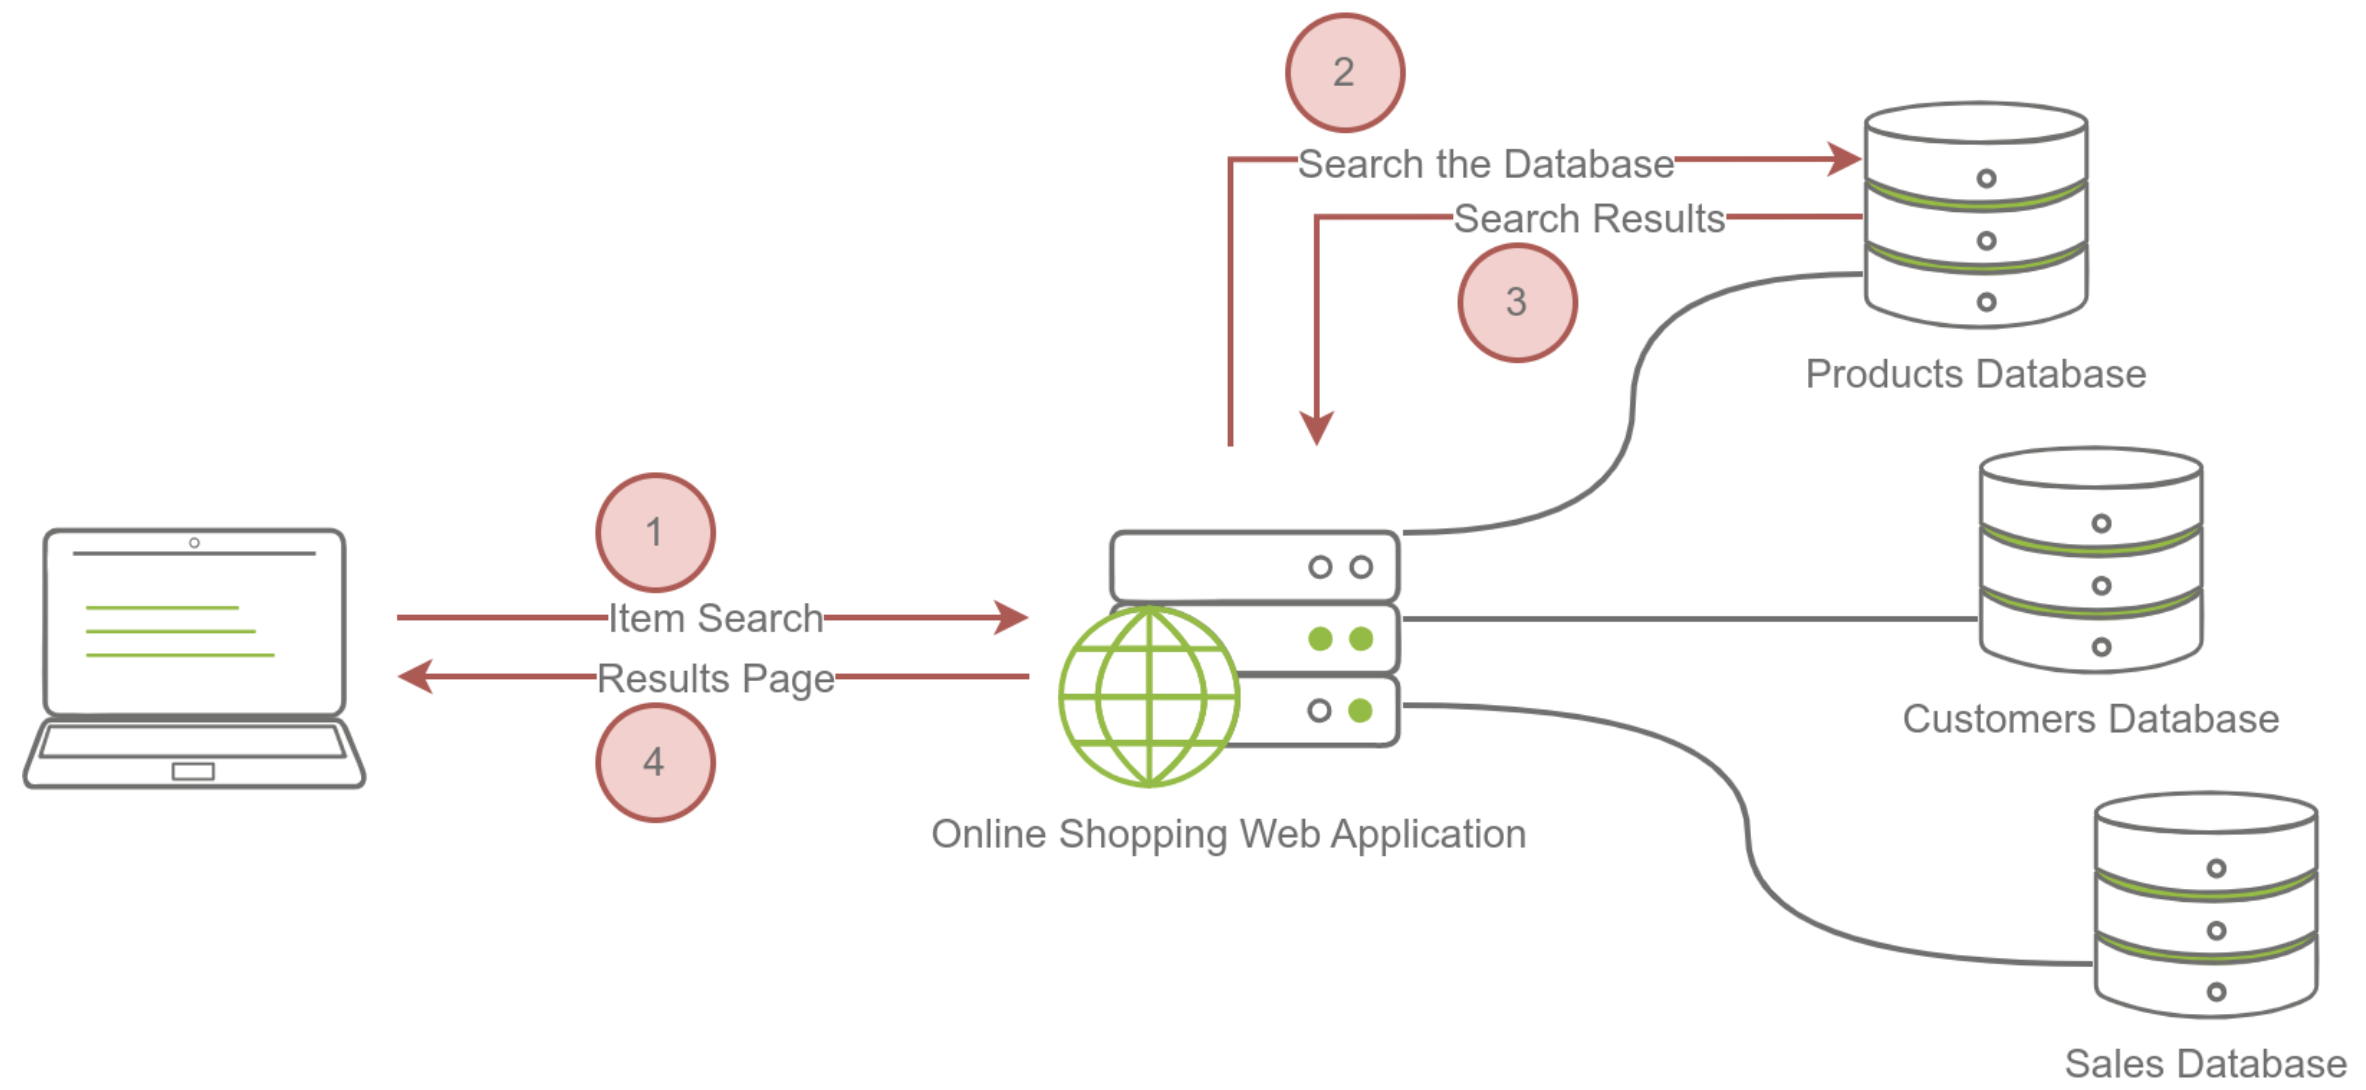 2
Search the Database
Search Results
3
Products Database
1
Item Search
Results Page
4
Customers Database
Online Shopping Web Application
Sales Database